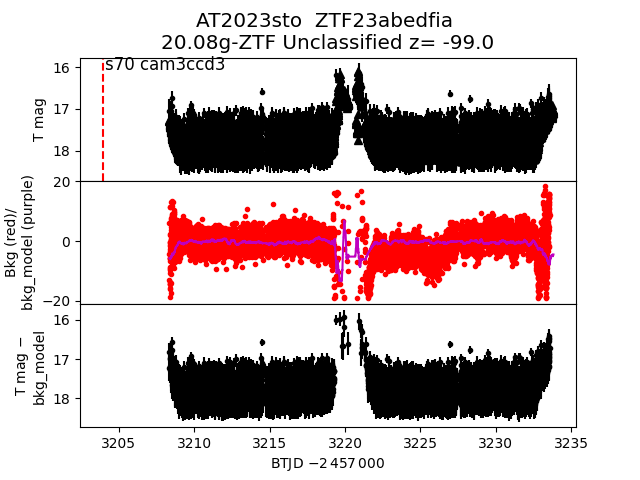 AT2023sto  ZTF23abedfia
20.08g-ZTF Unclassified z= -99.0
s70 cam3ccd3
16
17
18
T mag
20
0
−20
Bkg (red)/
bkg_model (purple)
16
17
18
T mag −
bkg_model
3205 3210 3215 3220 3225 3230 3235
BTJD −2 457 000